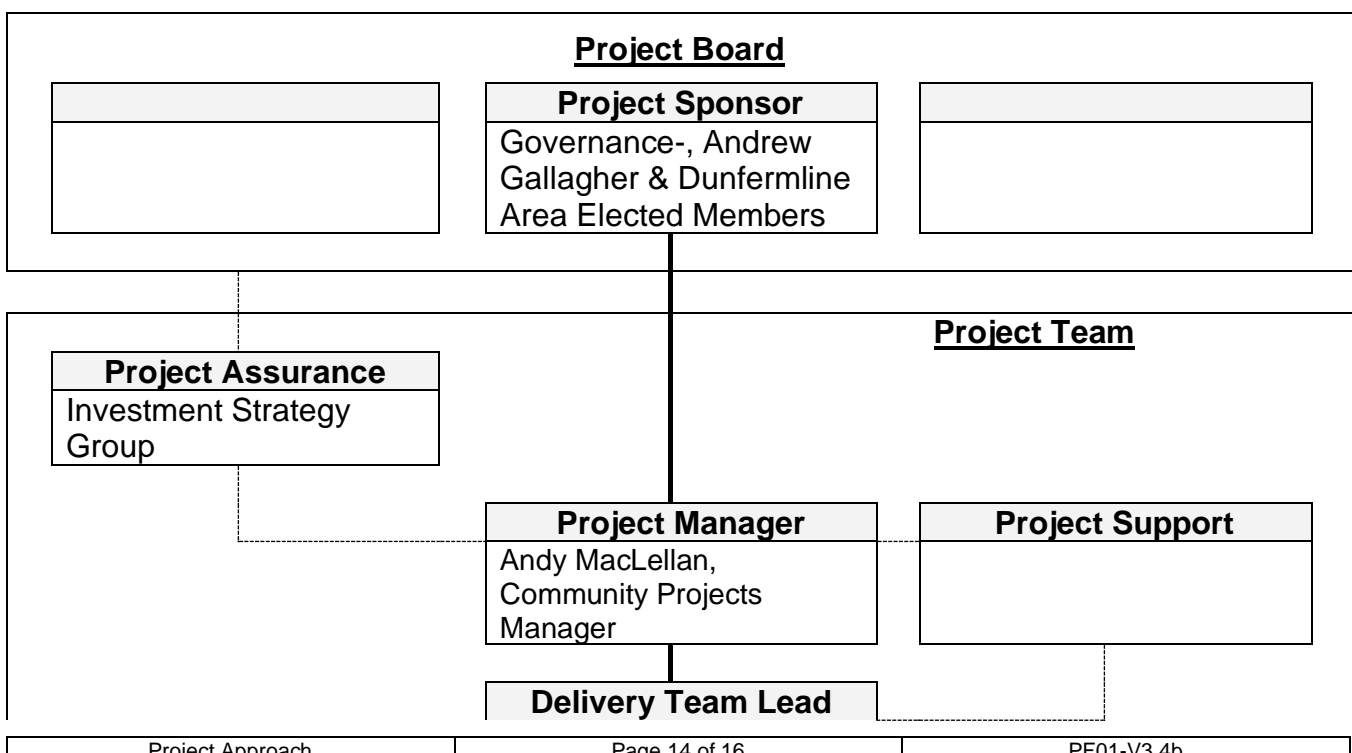 Project Board
Project Sponsor
Governance-, Andrew
Gallagher & Dunfermline
Area Elected Members
Project Team
Project Assurance
Investment Strategy
Group
Project Manager
Andy MacLellan,
Community Projects
Manager
Project Support
Delivery Team Lead
Project Approach
Page 14 of 16
PF01-V3.4b